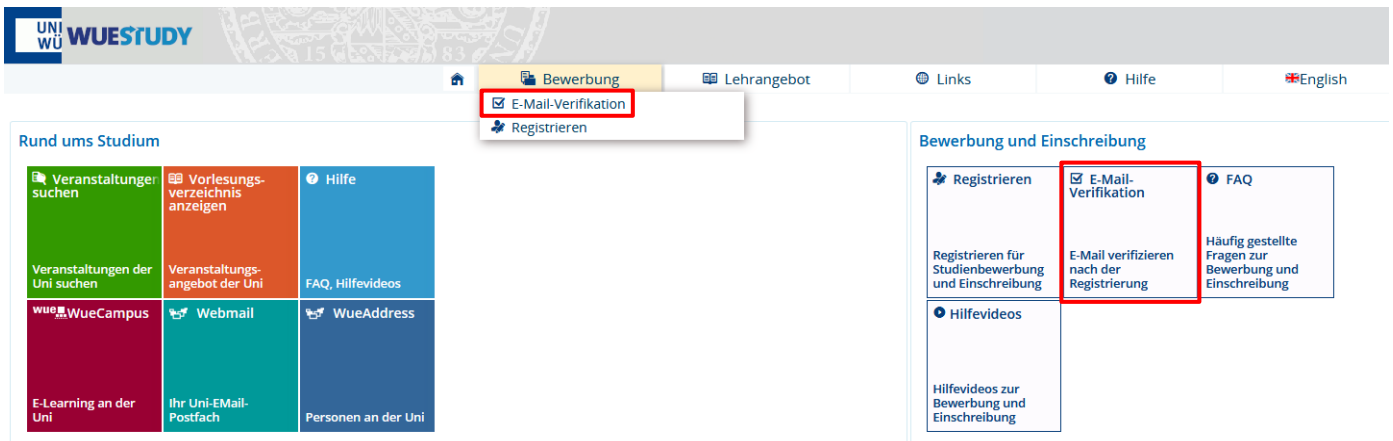 UNI
WÜ
WUESTUDY
15 83
Bewerbung
Lehrangebot
Links
Hilfe
English
E-Mail-Verifikation
Registrieren
Rund ums Studium
Veranstaltungen
suchen
Veranstaltungen der
Uni suchen
Vorlesungs-
verzeichnis
anzeigen
Veranstaltungs-
angebot der Uni
Hilfe
FAQ, Hilfevideos
wue WueCampus
E-Learning an der
Uni
Webmail
Ihr Uni-EMail-
Postfach
WueAddress
Personen an der Uni
Bewerbung und Einschreibung
Registrieren
Registrieren für
Studienbewerbung
und Einschreibung
E-Mail-
Verifikation
E-Mail verifizieren
nach der
Registrierung
FAQ
Häufig gestellte
Fragen zur
Bewerbung und
Einschreibung
Hilfevideos
Hilfevideos zur
Bewerbung und
Einschreibung